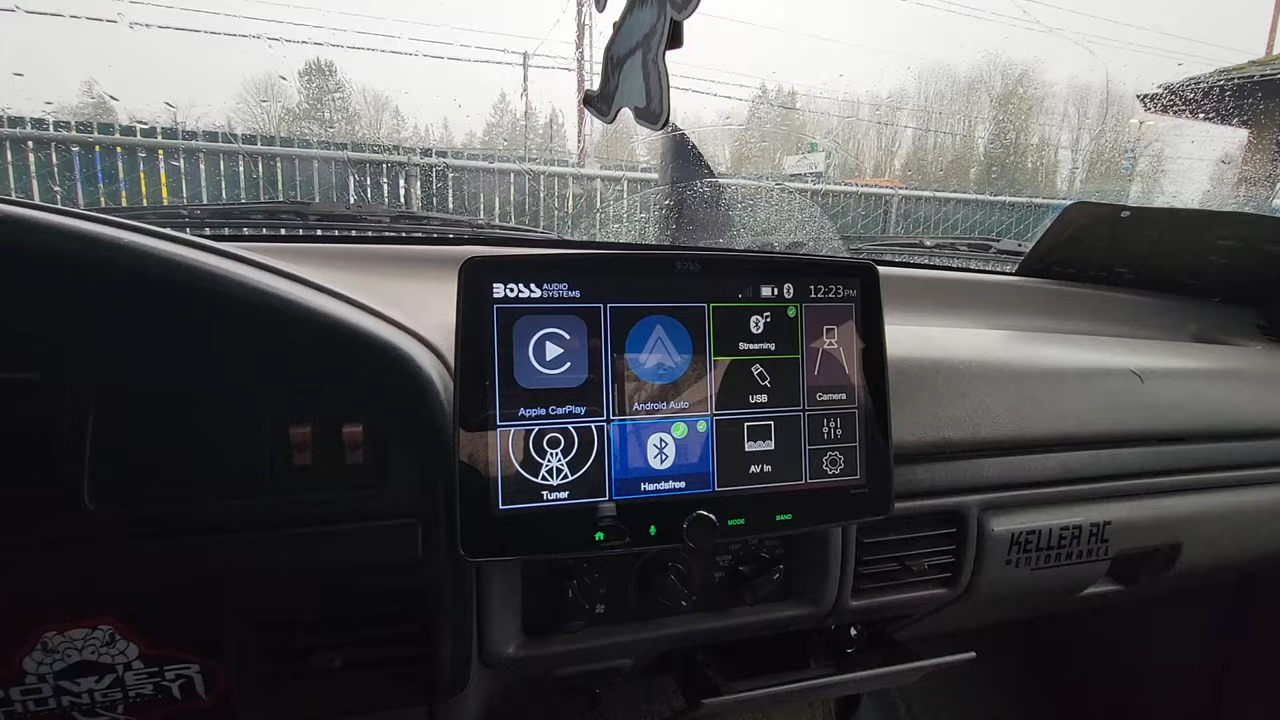 BOSS
BOSS AUDIO
SYSTEMS
12:23PM
Apple CarPlay
Android Auto
Streaming
USB
Camera
Tuner
Handsfree
AV In
MODE
BAND
KELLER RC
ENFORMANCE
POWER
HUNGRY